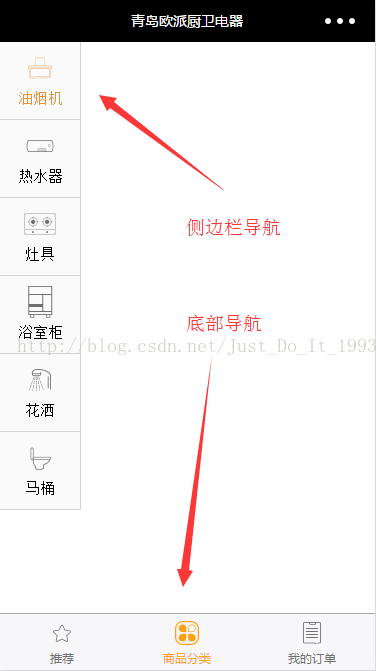 青岛欧派厨卫电器
油烟机
热水器
侧边栏导航
灶具
底部导航
浴室柜
http://blog.csdn.net/Just_Do_It_1993
花洒
马桶
推荐
商品分类
我的订单